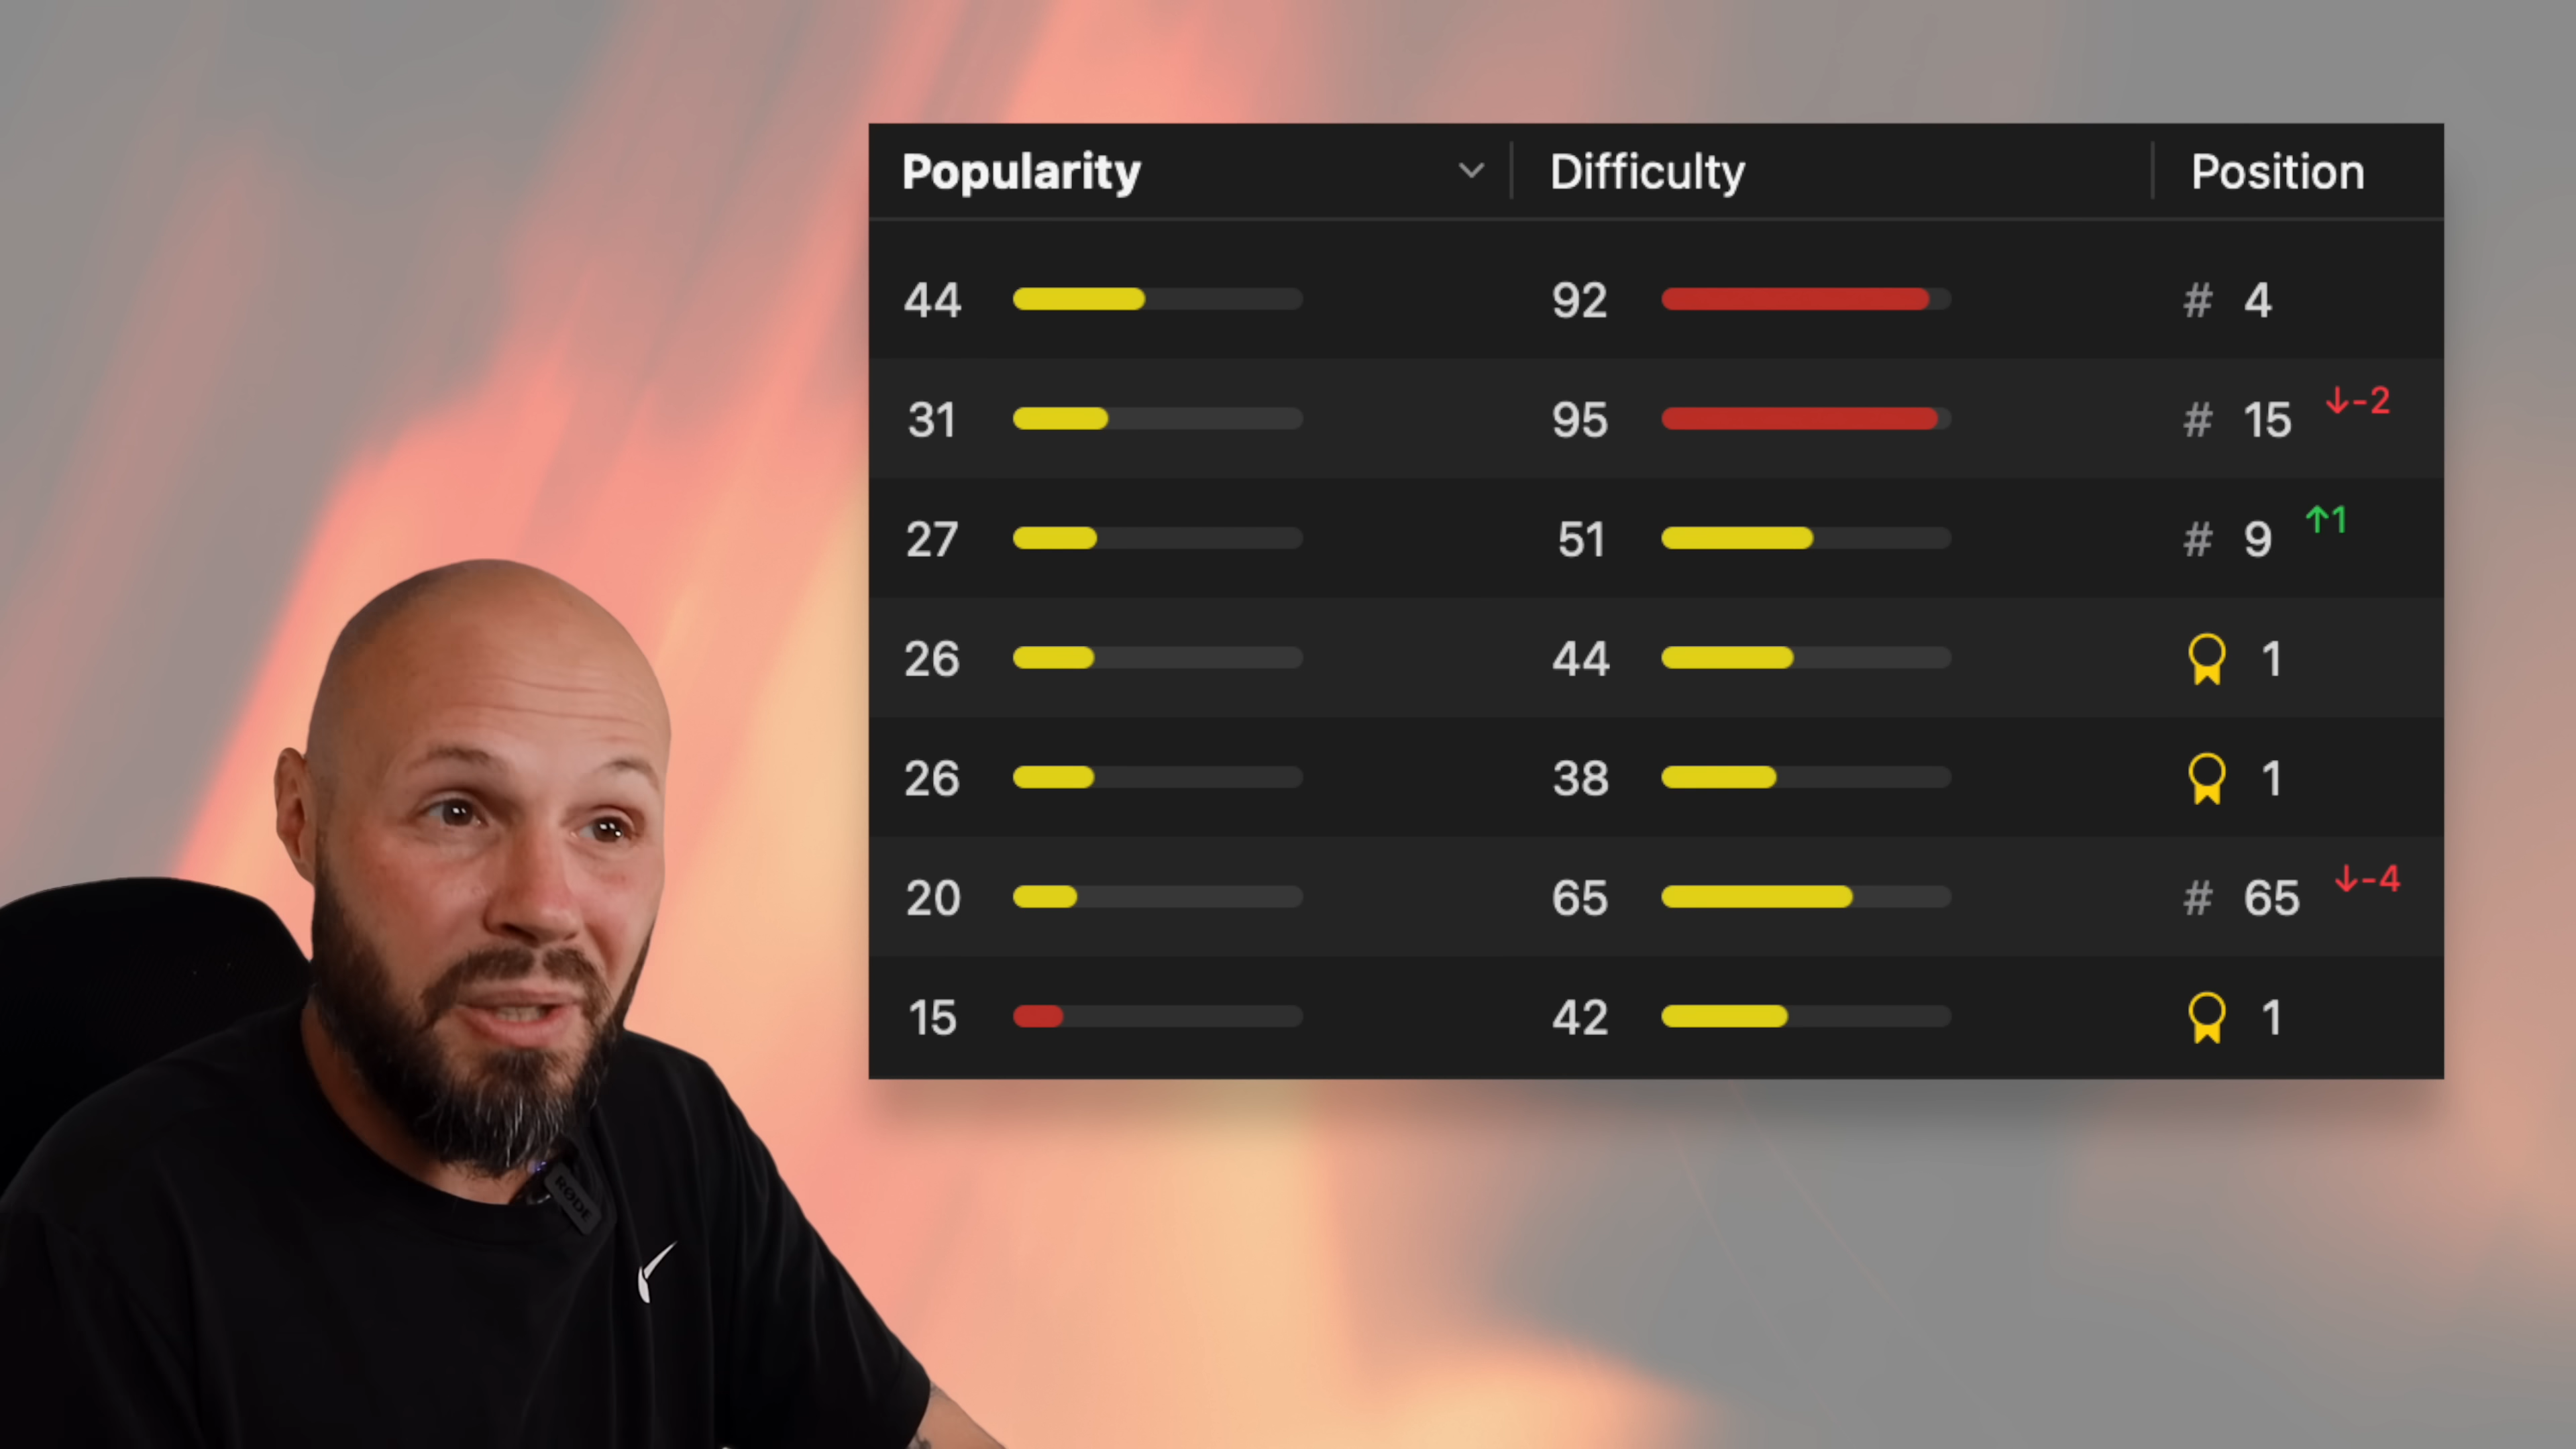 Popularity Difficulty Position
44 92 # 4
31 95 # 15 ↓-2
27 51 # 9 ↑1
26 44 1
26 38 1
20 65 # 65 ↓-4
15 42 1
RØDE